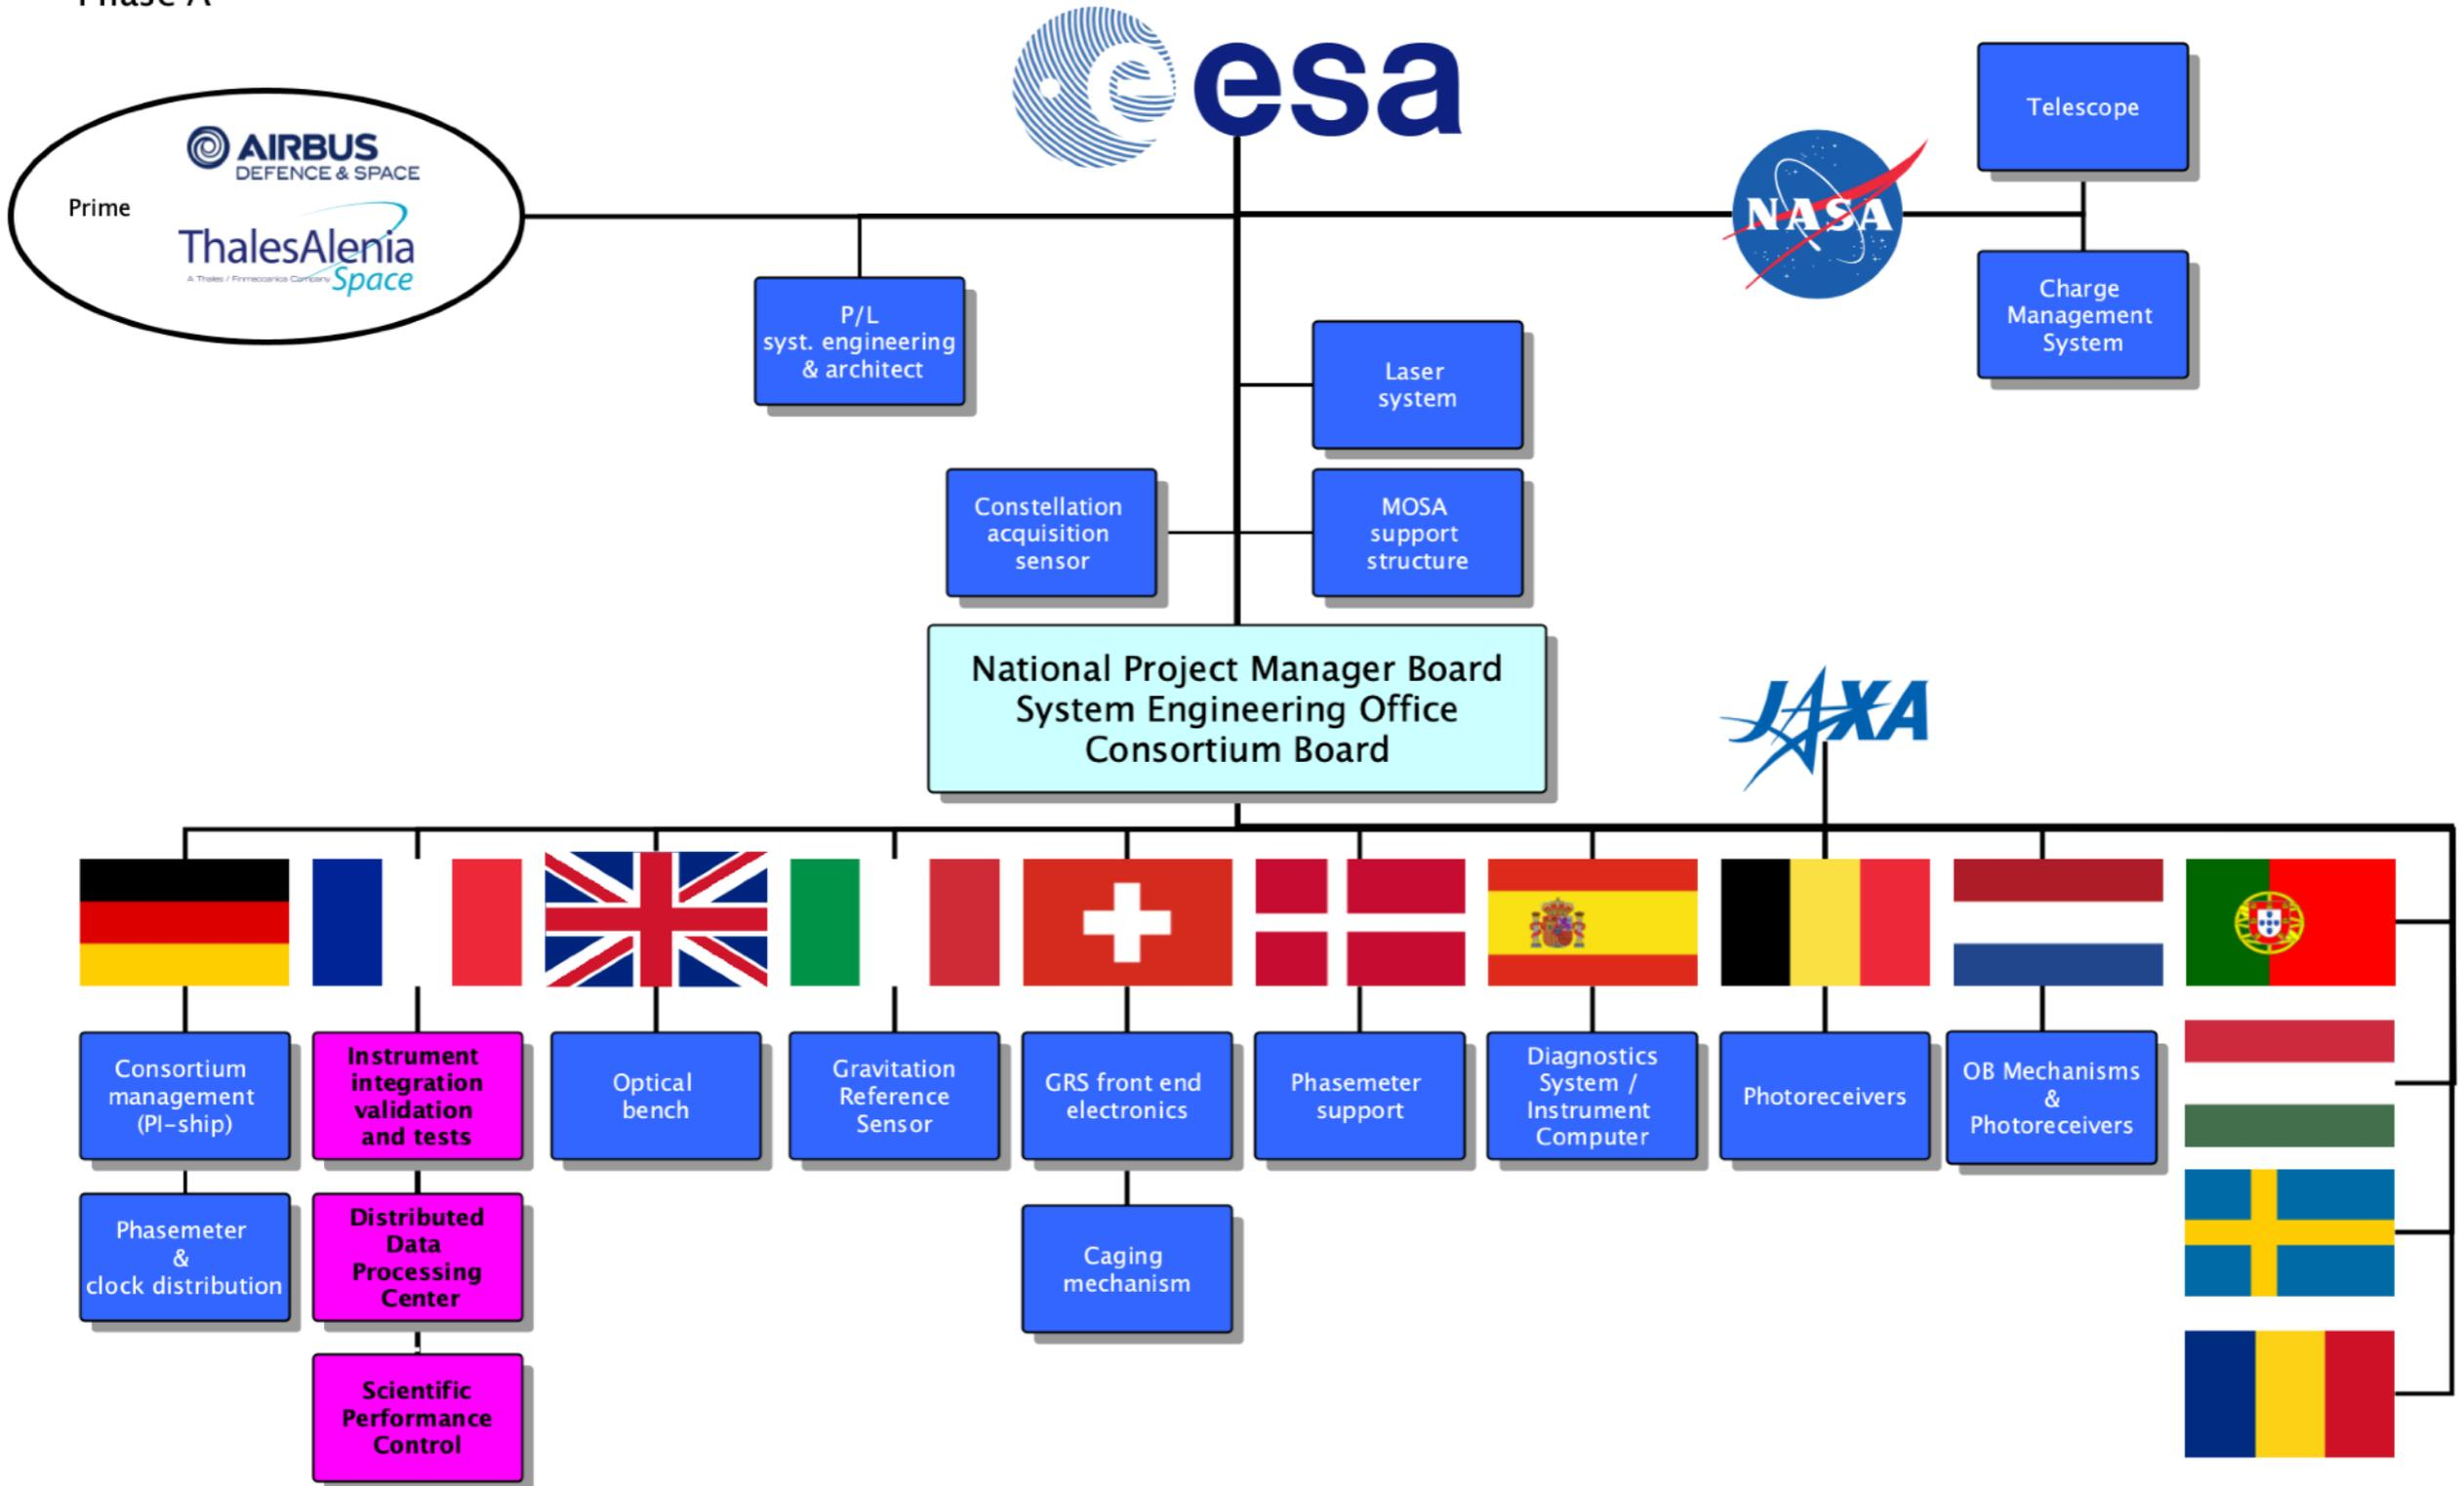 Phase A
esa
AIRBUS
DEFENCE & SPACE
Prime
ThalesAlenia
A Thales / Finmeccanica Company
Space
NASA
Telescope
Charge
Management
System
P/L
syst. engineering
& architect
Laser
system
Constellation
acquisition
sensor
MOSA
support
structure
National Project Manager Board
System Engineering Office
Consortium Board
JAXA
Consortium
management
(PI-ship)
Instrument
integration
validation
and tests
Optical
bench
Gravitation
Reference
Sensor
GRS front end
electronics
Phasemeter
support
Diagnostics
System /
Instrument
Computer
Photoreceivers
OB Mechanisms
&
Photoreceivers
Phasemeter
&
clock distribution
Distributed
Data
Processing
Center
Caging
mechanism
Scientific
Performance
Control